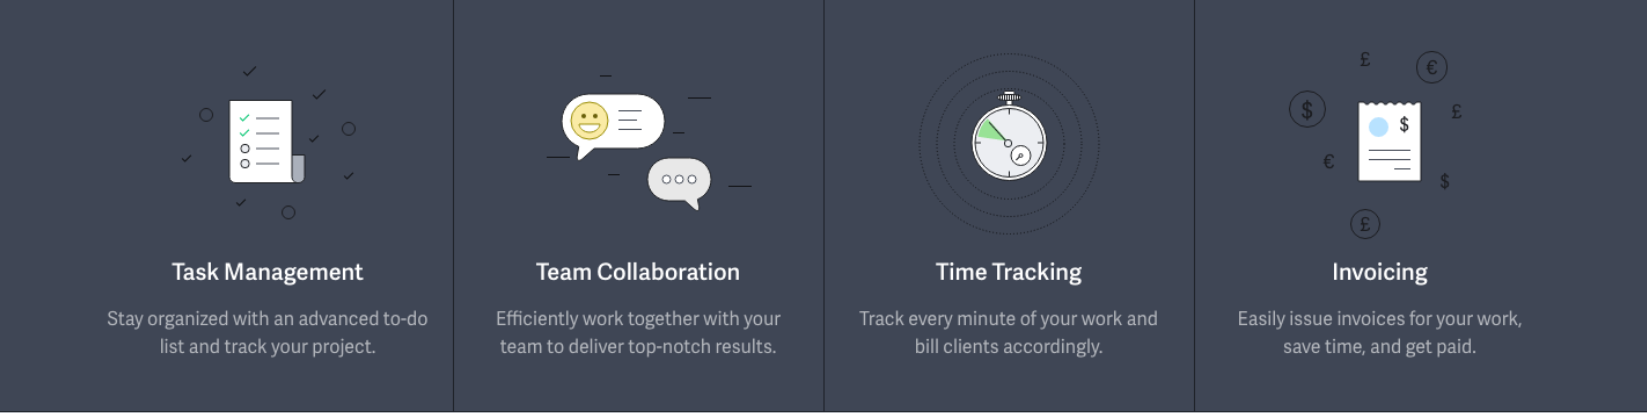 £
€
$
£
$
€
$
£
Task Management
Stay organized with an advanced to-do
list and track your project.
Team Collaboration
Efficiently work together with your
team to deliver top-notch results.
Time Tracking
Track every minute of your work and
bill clients accordingly.
Invoicing
Easily issue invoices for your work,
save time, and get paid.